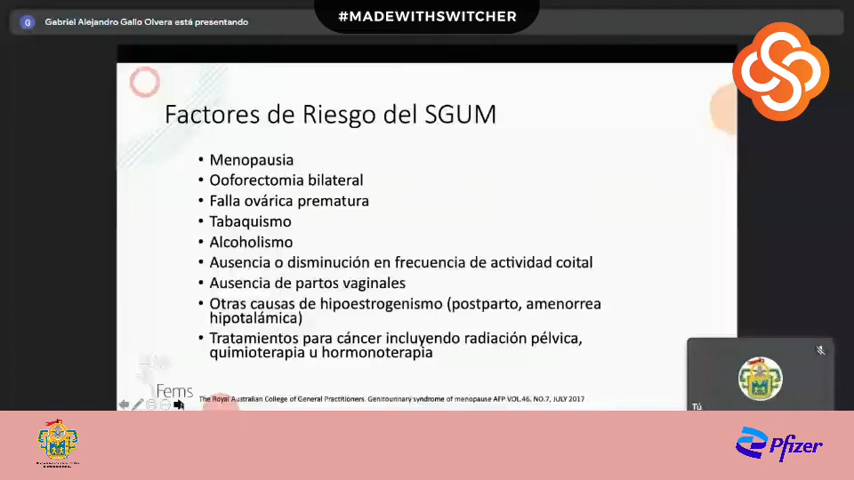 G
Gabriel Alejandro Gallo Olvera está presentando
#MADEWITHSWITCHER
Factores de Riesgo del SGUM
• Menopausia
• Ooforectomia bilateral
• Falla ovárica prematura
• Tabaquismo
• Alcoholismo
• Ausencia o disminución en frecuencia de actividad coital
• Ausencia de partos vaginales
• Otras causas de hipoestrogenismo (postparto, amenorrea
hipotalámica)
• Tratamientos para cáncer incluyendo radiación pélvica,
quimioterapia u hormonoterapia
Fems
The Royal Australian College of General Practitioners. Genitourinary syndrome of menopause AFP VOL.46, NO.7, JULY 2017
Tú
Pfizer